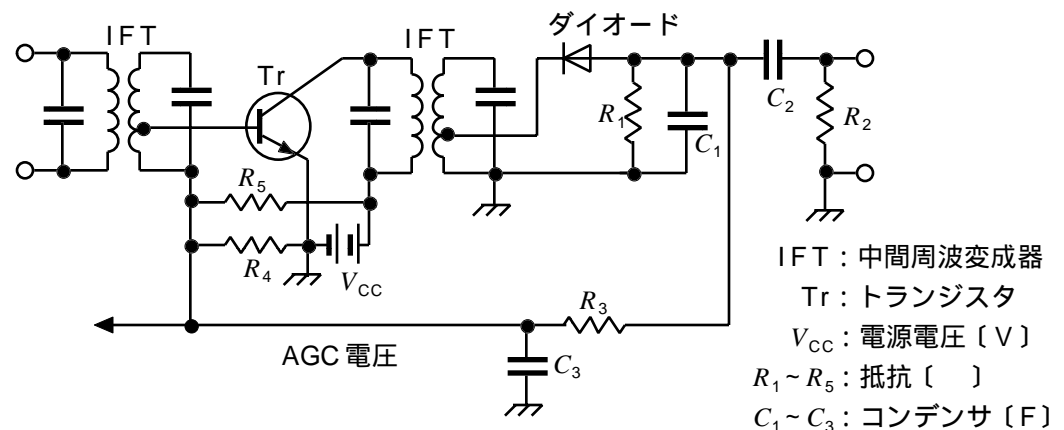 IFT
Tr
IFT
ダイオード
R1
C1
C2
R2
R5
R4
VCC
R3
C3
AGC 電圧
IFT：中間周波変成器
Tr：トランジスタ
VCC：電源電圧〔V〕
R1~R5：抵抗〔 〕
C1~C3：コンデンサ〔F〕